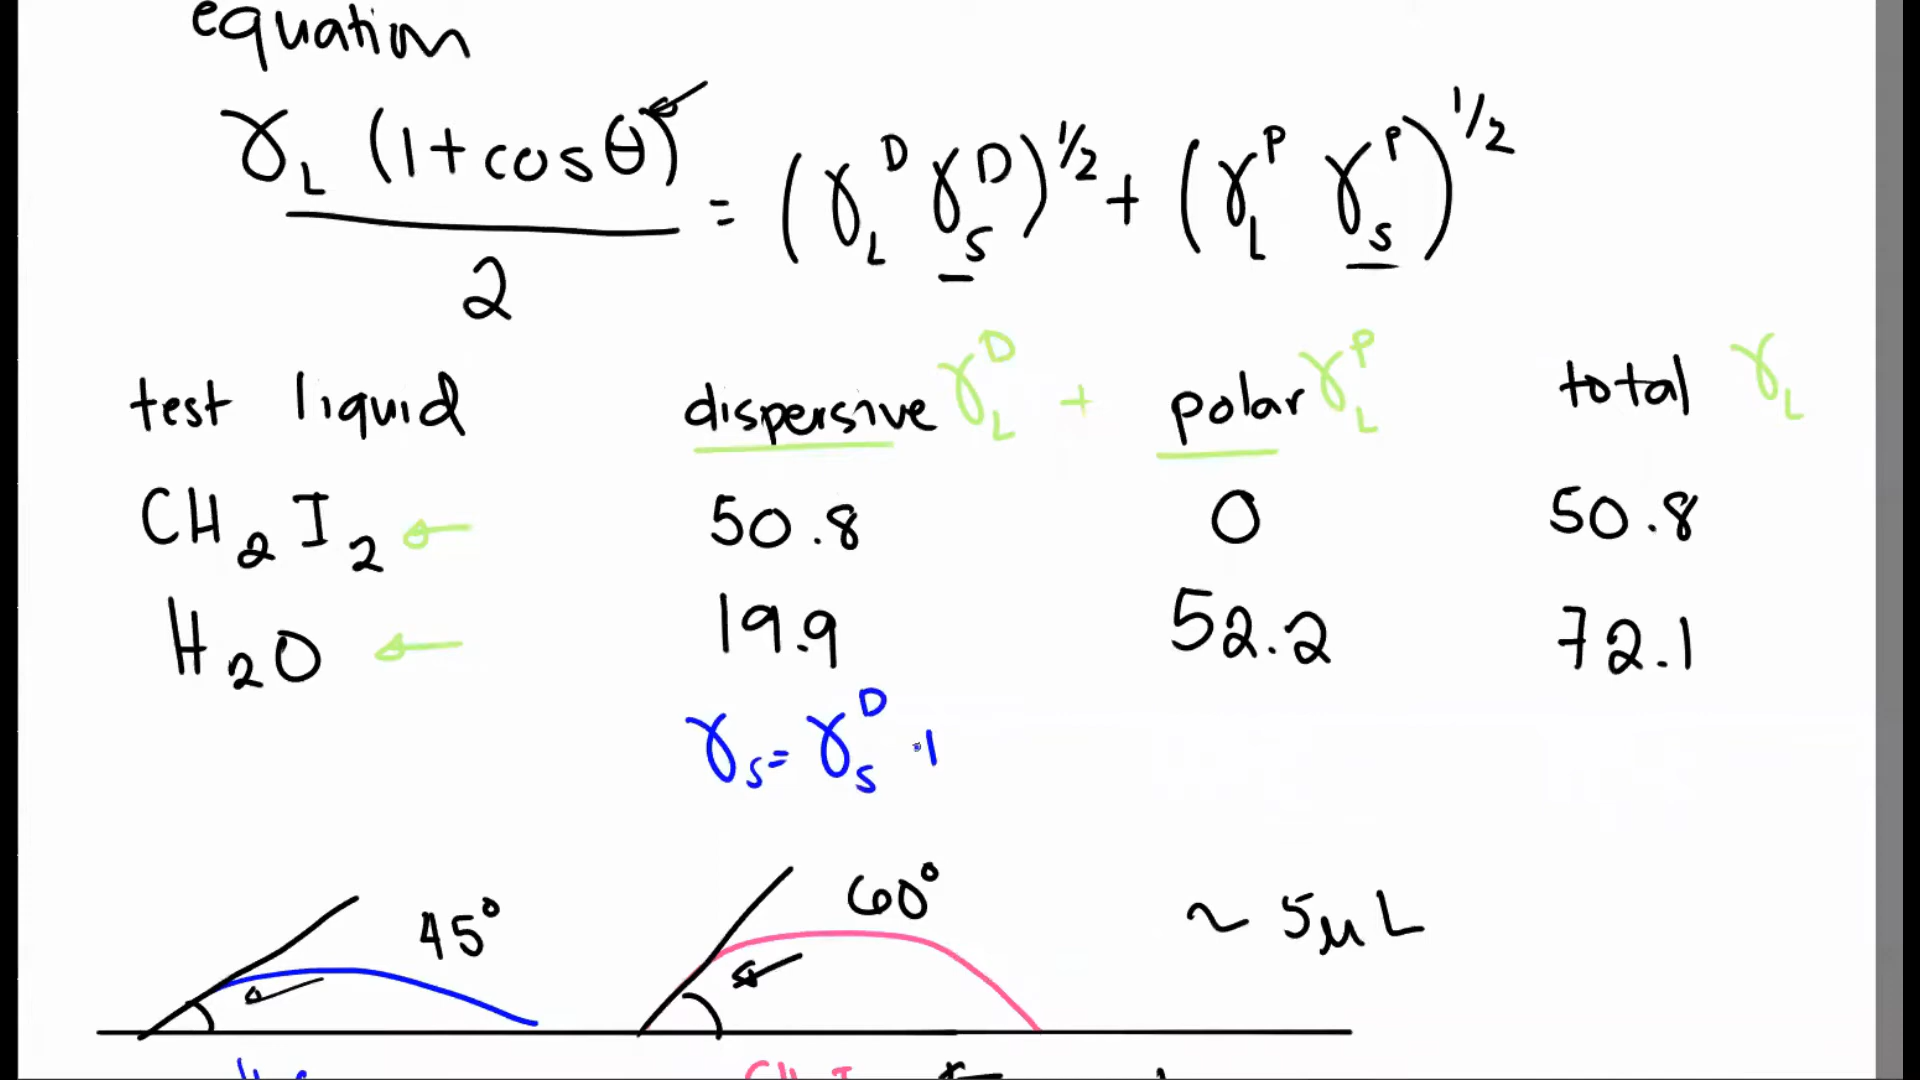 equation
γL (1+cosθ) / 2 = (γL^D γS^D)^1/2 + (γL^P γS^P)^1/2
test liquid dispersive γL^D + polar γL^P total γL
CH2I2 50.8 0 50.8
H2O 19.9 52.2 72.1
γs = γs^D
45° 60° ~ 5μL